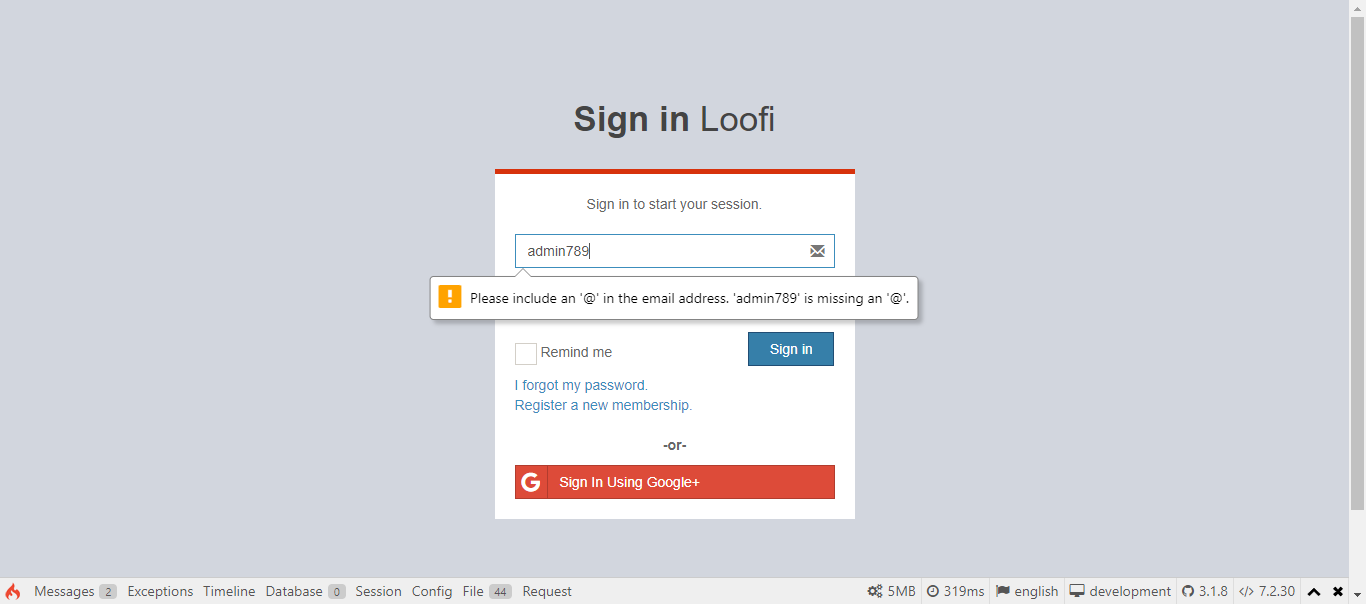 Sign in Loofi
Sign in to start your session.
admin789
Please include an '@' in the email address. 'admin789' is missing an '@'.
Remind me
Sign in
I forgot my password.
Register a new membership.
-or-
G Sign In Using Google+
Messages 2 Exceptions Timeline Database 0 Session Config File 44 Request 5MB 319ms english development 3.1.8 </> 7.2.30